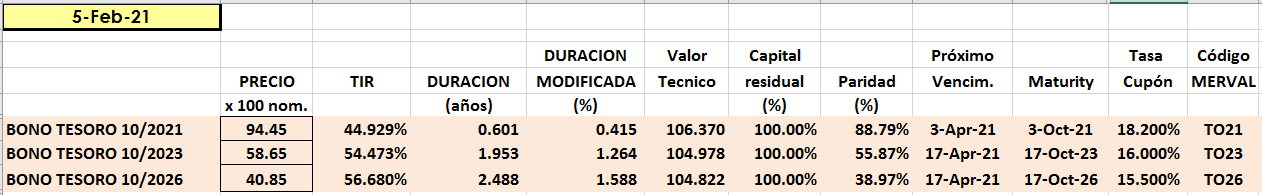 5-Feb-21
DURACION Valor Capital Próximo Tasa Código
PRECIO TIR DURACION MODIFICADA Tecnico residual Paridad Vencim. Maturity Cupón MERVAL
x 100 nom. (años) (%) (%) (%)
BONO TESORO 10/2021 94.45 44.929% 0.601 0.415 106.370 100.00% 88.79% 3-Apr-21 3-Oct-21 18.200% TO21
BONO TESORO 10/2023 58.65 54.473% 1.953 1.264 104.978 100.00% 55.87% 17-Apr-21 17-Oct-23 16.000% TO23
BONO TESORO 10/2026 40.85 56.680% 2.488 1.588 104.822 100.00% 38.97% 17-Apr-21 17-Oct-26 15.500% TO26